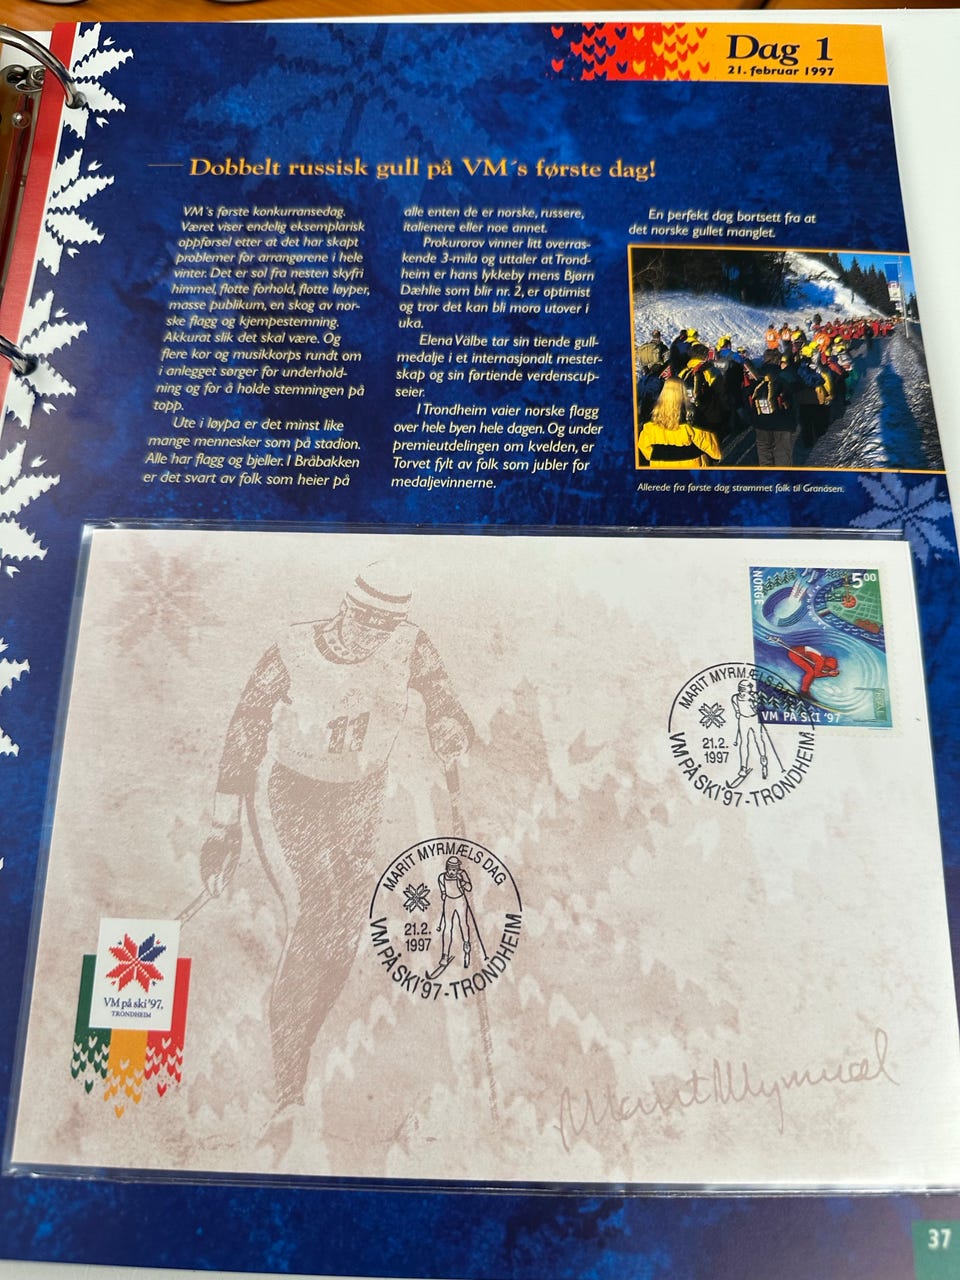 Dag 1
21. februar 1997
Dobbelt russisk gull på VM´s første dag!
VM´s første konkurransedag.
Været viser endelig eksemplarisk
oppførsel etter at det har skapt
problemer for arrangørene i hele
vinter. Det er sol fra nesten skyfri
himmel, flotte forhold, flotte løyper,
masse publikum, en skog av nor-
ske flagg og kjempestemning.
Akkurat slik det skal være. Og
flere kor og musikkorps rundt om
i anlegget sørger for underhold-
ning og for å holde stemningen på
topp.
Ute i løypa er det minst like
mange mennesker som på stadion.
Alle har flagg og bjeller. I Bråbakken
er det svart av folk som heier på
alle enten de er norske, russere,
italienere eller noe annet.
Prokurorov vinner litt overras-
kende 3-mila og uttaler at Trond-
heim er hans lykkeby mens Bjørn
Dæhlie som blir nr. 2, er optimist
og tror det kan bli moro utover i
uka.
Elena Välbe tar sin tiende gull-
medalje i et internasjonalt mester-
skap og sin førtiende verdenscup-
seier.
I Trondheim vaier norske flagg
over hele byen hele dagen. Og under
premieutdelingen om kvelden, er
Torvet fylt av folk som jubler for
medaljevinnerne.
En perfekt dag bortsett fra at
det norske gullet manglet.
Allerede fra første dag strømmet folk til Granåsen.
NORGE
5.00
VM PÅ SKI '97
MARIT MYRMÆLS DAG
21.2.
1997
VM PÅ SKI'97-TRONDHEIM
11
MARIT MYRMÆLS DAG
21.2.
1997
VM PÅ SKI'97-TRONDHEIM
VM på ski '97,
TRONDHEIM
Marit Myrmæl
37